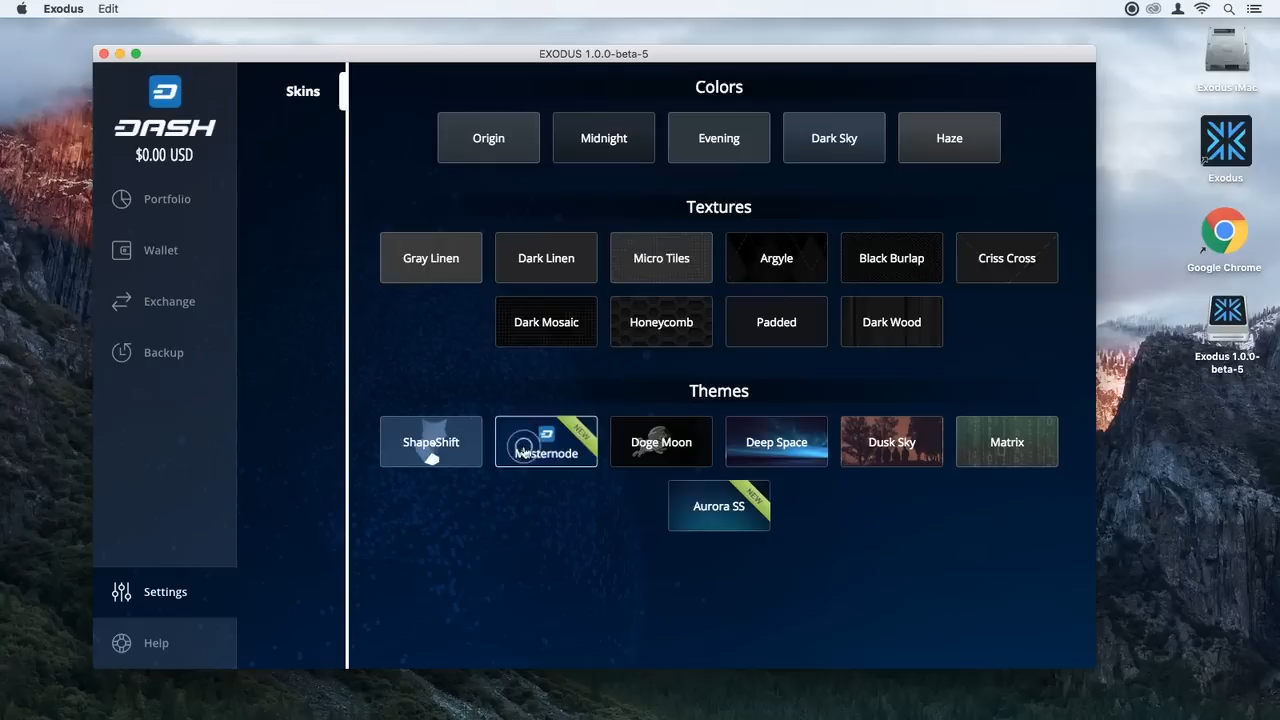 Exodus Edit
EXODUS 1.0.0-beta-5
DASH
$0.00 USD
Portfolio
Wallet
Exchange
Backup
Settings
Help
Skins
Colors
Origin Midnight Evening Dark Sky Haze
Textures
Gray Linen Dark Linen Micro Tiles Argyle Black Burlap Criss Cross
Dark Mosaic Honeycomb Padded Dark Wood
Themes
ShapeShift Masternode NEW Doge Moon Deep Space Dusk Sky Matrix
Aurora SS NEW
Exodus iMac
Exodus
Google Chrome
Exodus 1.0.0-
beta-5